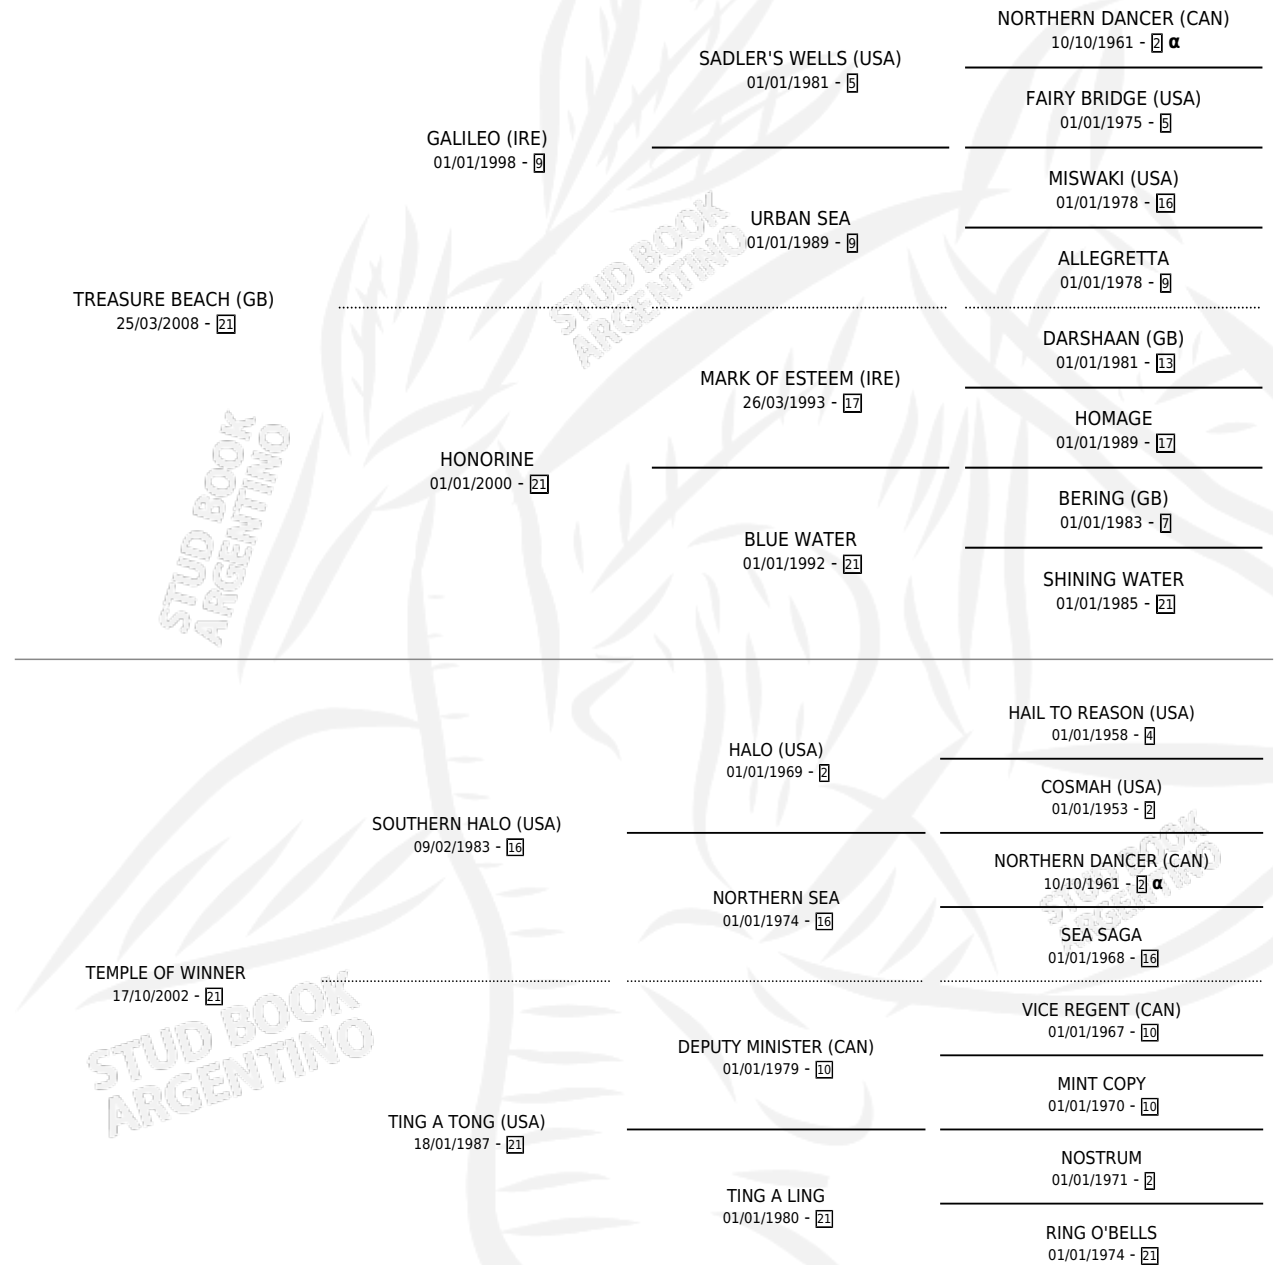 NORTHERN DANCER (CAN)
10/10/1961 - 2 α
SADLER'S WELLS (USA)
01/01/1981 - 5
FAIRY BRIDGE (USA)
01/01/1975 - 5
GALILEO (IRE)
01/01/1998 - 9
MISWAKI (USA)
01/01/1978 - 16
URBAN SEA
01/01/1989 - 9
ALLEGRETTA
01/01/1978 - 9
TREASURE BEACH (GB)
25/03/2008 - 21
DARSHAAN (GB)
01/01/1981 - 13
MARK OF ESTEEM (IRE)
26/03/1993 - 17
HOMAGE
01/01/1989 - 17
HONORINE
01/01/2000 - 21
BERING (GB)
01/01/1983 - 7
BLUE WATER
01/01/1992 - 21
SHINING WATER
01/01/1985 - 21
HAIL TO REASON (USA)
01/01/1958 - 4
HALO (USA)
01/01/1969 - 2
COSMAH (USA)
01/01/1953 - 2
SOUTHERN HALO (USA)
09/02/1983 - 16
NORTHERN DANCER (CAN)
10/10/1961 - 2 α
NORTHERN SEA
01/01/1974 - 16
SEA SAGA
01/01/1968 - 16
TEMPLE OF WINNER
17/10/2002 - 21
VICE REGENT (CAN)
01/01/1967 - 10
DEPUTY MINISTER (CAN)
01/01/1979 - 10
MINT COPY
01/01/1970 - 10
TING A TONG (USA)
18/01/1987 - 21
NOSTRUM
01/01/1971 - 2
TING A LING
01/01/1980 - 21
RING O'BELLS
01/01/1974 - 21
STUD BOOK
ARGENTINO
STUD BOOK
ARGENTINO
STUD BOOK
ARGENTINO
STUD BOOK
ARGENTINO